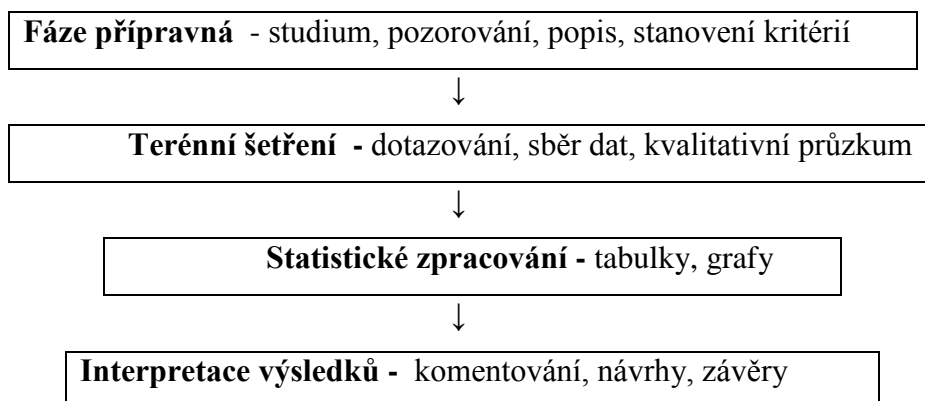 Fáze přípravná - studium, pozorování, popis, stanovení kritérií
↓
Terénní šetření - dotazování, sběr dat, kvalitativní průzkum
↓
Statistické zpracování - tabulky, grafy
↓
Interpretace výsledků - komentování, návrhy, závěry